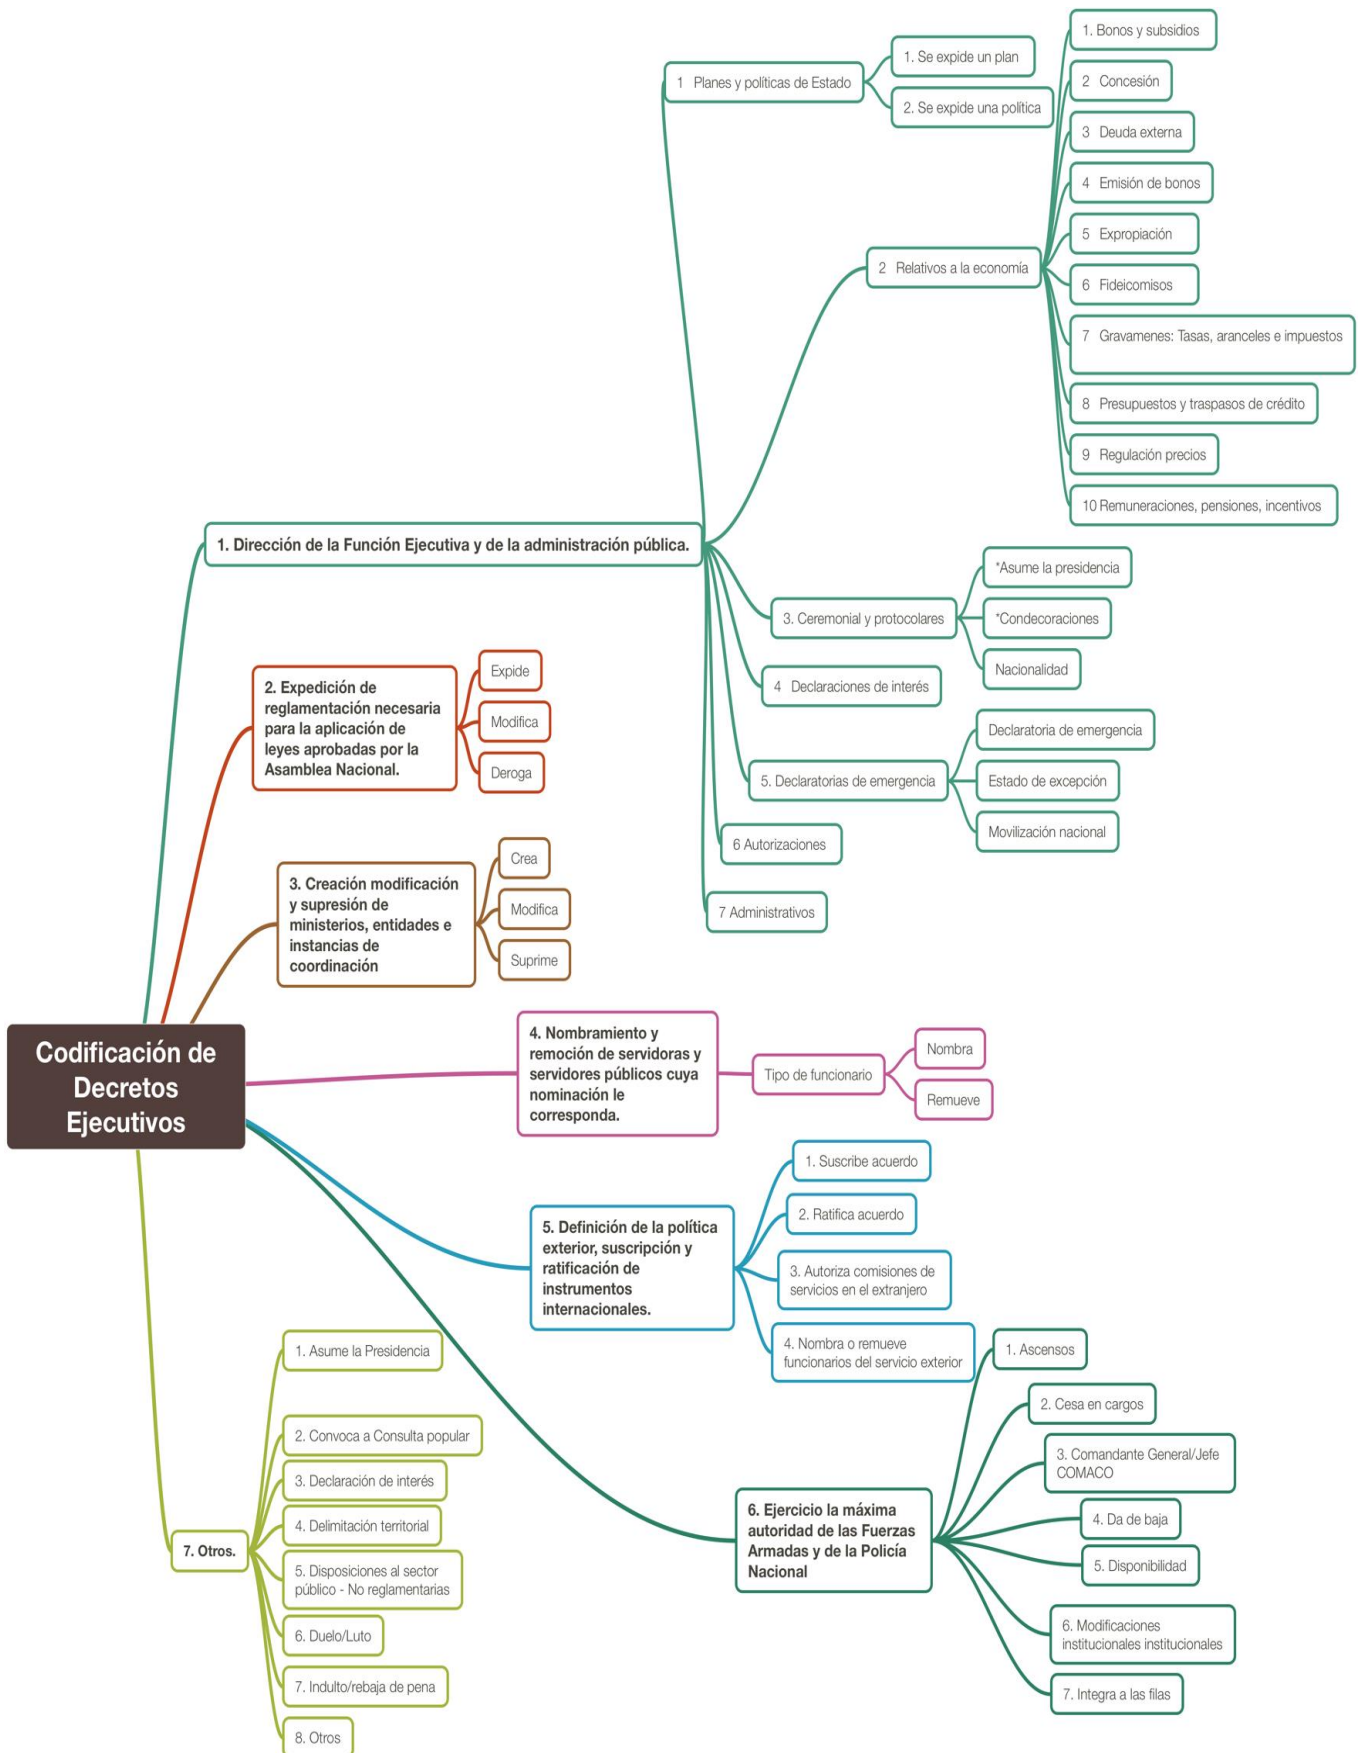 Codificación de
Decretos
Ejecutivos
1. Dirección de la Función Ejecutiva y de la administración pública.
1 Planes y políticas de Estado
1. Se expide un plan
2. Se expide una política
2 Relativos a la economía
1. Bonos y subsidios
2 Concesión
3 Deuda externa
4 Emisión de bonos
5 Expropiación
6 Fideicomisos
7 Gravamenes: Tasas, aranceles e impuestos
8 Presupuestos y traspasos de crédito
9 Regulación precios
10 Remuneraciones, pensiones, incentivos
3. Ceremonial y protocolares
*Asume la presidencia
*Condecoraciones
Nacionalidad
4 Declaraciones de interés
5. Declaratorias de emergencia
Declaratoria de emergencia
Estado de excepción
Movilización nacional
6 Autorizaciones
7 Administrativos
2. Expedición de
reglamentación necesaria
para la aplicación de
leyes aprobadas por la
Asamblea Nacional.
Expide
Modifica
Deroga
3. Creación modificación
y supresión de
ministerios, entidades e
instancias de
coordinación
Crea
Modifica
Suprime
4. Nombramiento y
remoción de servidoras y
servidores públicos cuya
nominación le
corresponda.
Tipo de funcionario
Nombra
Remueve
5. Definición de la política
exterior, suscripción y
ratificación de
instrumentos
internacionales.
1. Suscribe acuerdo
2. Ratifica acuerdo
3. Autoriza comisiones de
servicios en el extranjero
4. Nombra o remueve
funcionarios del servicio exterior
6. Ejercicio la máxima
autoridad de las Fuerzas
Armadas y de la Policía
Nacional
1. Ascensos
2. Cesa en cargos
3. Comandante General/Jefe
COMACO
4. Da de baja
5. Disponibilidad
6. Modificaciones
institucionales institucionales
7. Integra a las filas
7. Otros.
1. Asume la Presidencia
2. Convoca a Consulta popular
3. Declaración de interés
4. Delimitación territorial
5. Disposiciones al sector
público - No reglamentarias
6. Duelo/Luto
7. Indulto/rebaja de pena
8. Otros